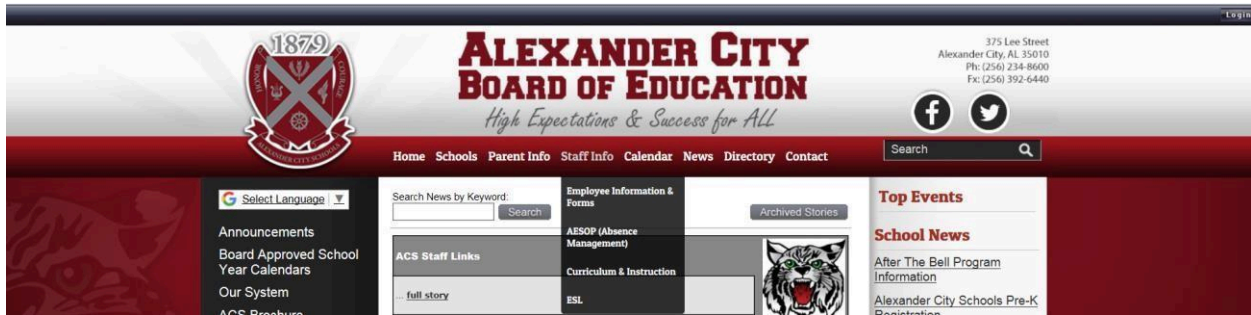 Login
1879
HONOR
COURAGE
ALEXANDER CITY SCHOOLS
ALEXANDER CITY
BOARD OF EDUCATION
High Expectations & Success for ALL
375 Lee Street
Alexander City, AL 35010
Ph: (256) 234-8600
Fx: (256) 392-6440
Search
Home Schools Parent Info Staff Info Calendar News Directory Contact
G Select Language ▼
Announcements
Board Approved School
Year Calendars
Our System
ACS Brochure
Search News by Keyword:
Search
Archived Stories
ACS Staff Links
... full story
Employee Information &
Forms
AESOP (Absence
Management)
Curriculum & Instruction
ESL
Top Events
School News
After The Bell Program
Information
Alexander City Schools Pre-K
Registration